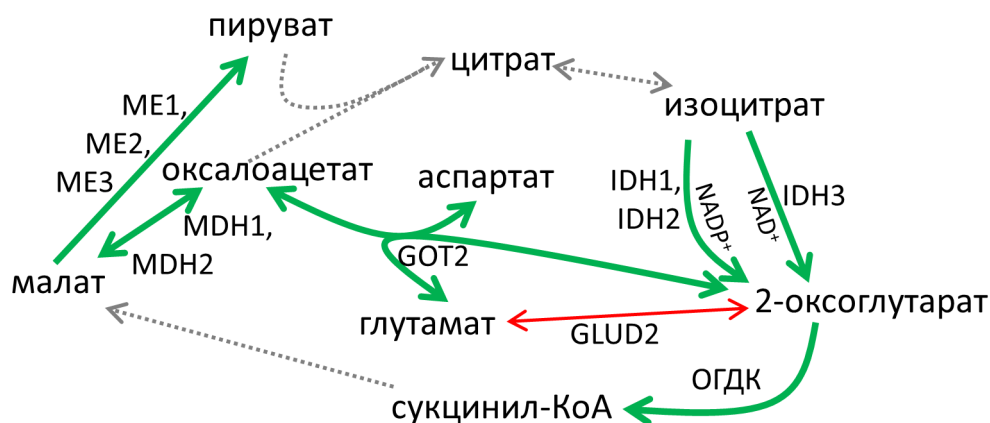 пируват
цитрат
изоцитрат
ME1,
ME2,
ME3
оксалоацетат
аспартат
IDH1,
IDH2
NADP+
NAD+
IDH3
MDH1,
MDH2
GOT2
малат
глутамат
GLUD2
2-оксоглутарат
ОГДК
сукцинил-КоА